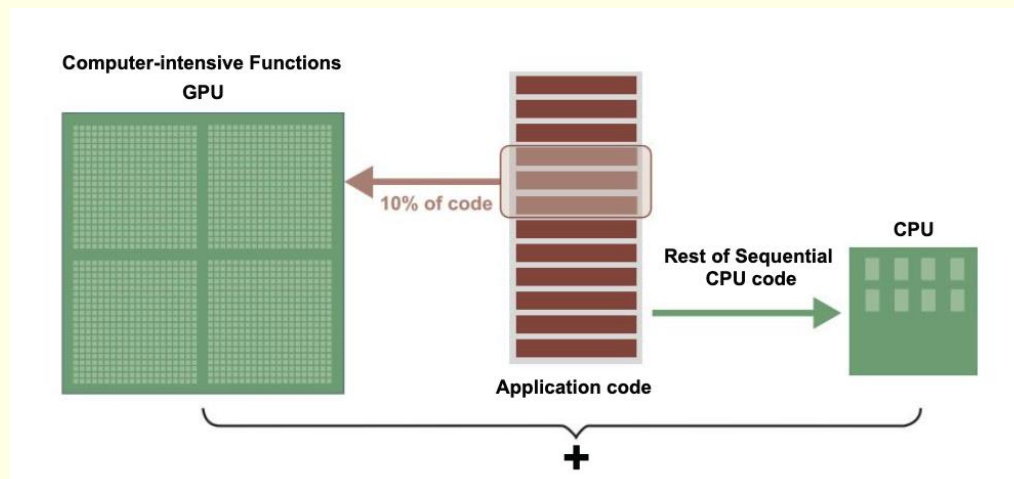 Computer-intensive Functions
GPU
10% of code
Rest of Sequential
CPU code
CPU
Application code
+